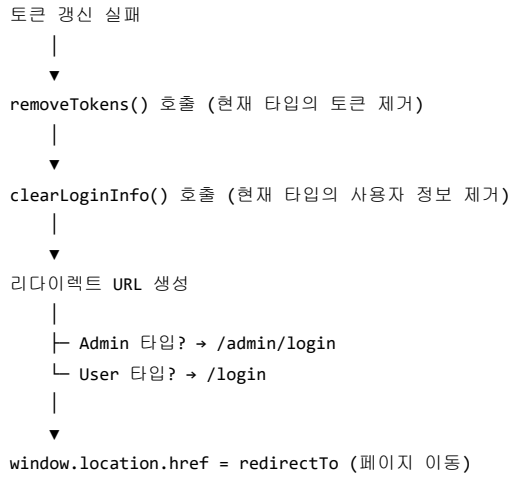 토큰 갱신 실패
│
▼
removeTokens() 호출 (현재 타입의 토큰 제거)
│
▼
clearLoginInfo() 호출 (현재 타입의 사용자 정보 제거)
│
▼
리다이렉트 URL 생성
│
├─ Admin 타입? → /admin/login
└─ User 타입? → /login
│
▼
window.location.href = redirectTo (페이지 이동)